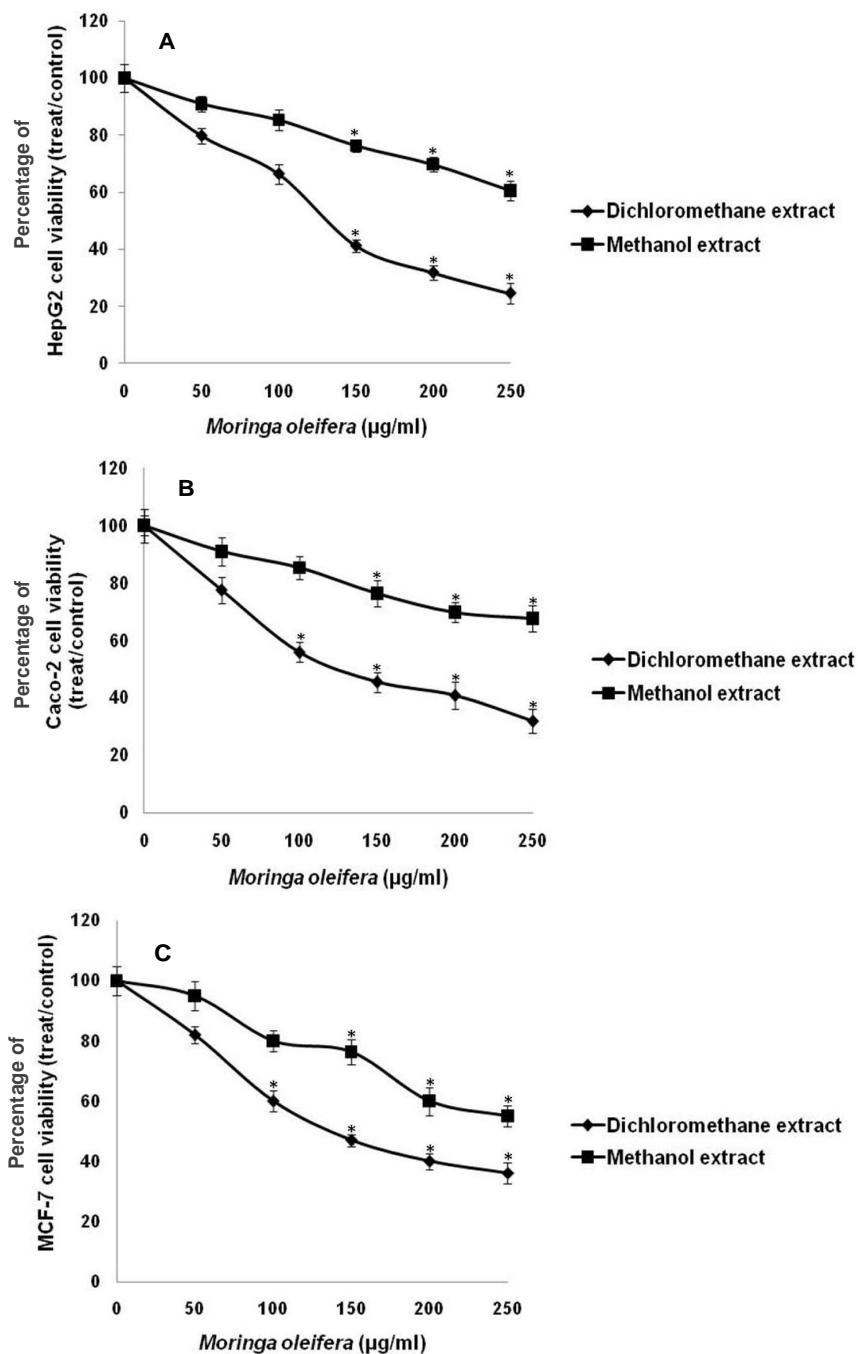 A
Percentage of
HepG2 cell viability (treat/control)
120
100
80
60
40
20
0
* * *
* * *
0 50 100 150 200 250
Moringa oleifera (µg/ml)
Dichloromethane extract
Methanol extract
B
Percentage of
Caco-2 cell viability
(treat/control)
120
100
80
60
40
20
0
* * *
* * * *
0 50 100 150 200 250
Moringa oleifera (µg/ml)
Dichloromethane extract
Methanol extract
C
Percentage of
MCF-7 cell viability (treat/control)
120
100
80
60
40
20
0
* * *
* * * *
0 50 100 150 200 250
Moringa oleifera (µg/ml)
Dichloromethane extract
Methanol extract